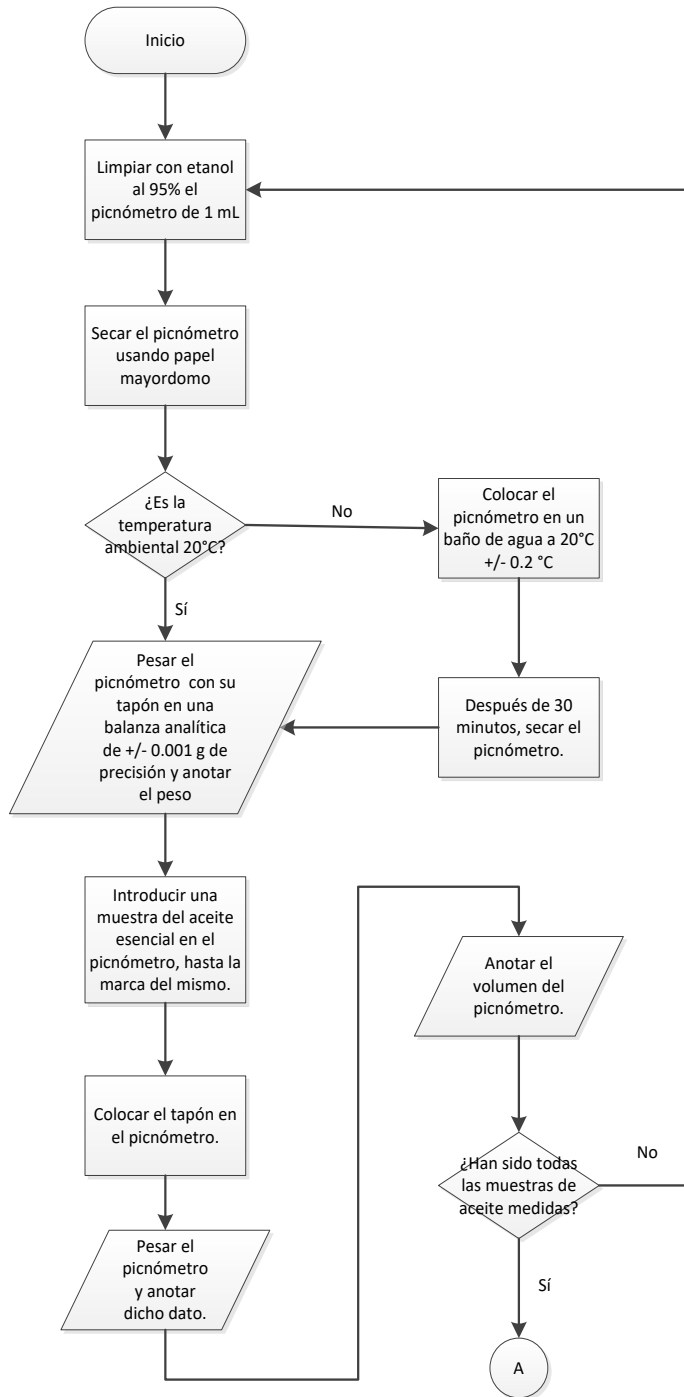 Inicio
Limpiar con etanol
al 95% el
picnómetro de 1 mL
Secar el picnómetro
usando papel
mayordomo
¿Es la
temperatura
ambiental 20°C?
No
Colocar el
picnómetro en un
baño de agua a 20°C
+/- 0.2 °C
Después de 30
minutos, secar el
picnómetro.
Sí
Pesar el
picnómetro con su
tapón en una
balanza analítica
de +/- 0.001 g de
precisión y anotar
el peso
Introducir una
muestra del aceite
esencial en el
picnómetro, hasta la
marca del mismo.
Colocar el tapón en
el picnómetro.
Pesar el
picnómetro
y anotar
dicho dato.
Anotar el
volumen del
picnómetro.
¿Han sido todas
las muestras de
aceite medidas?
No
Sí
A